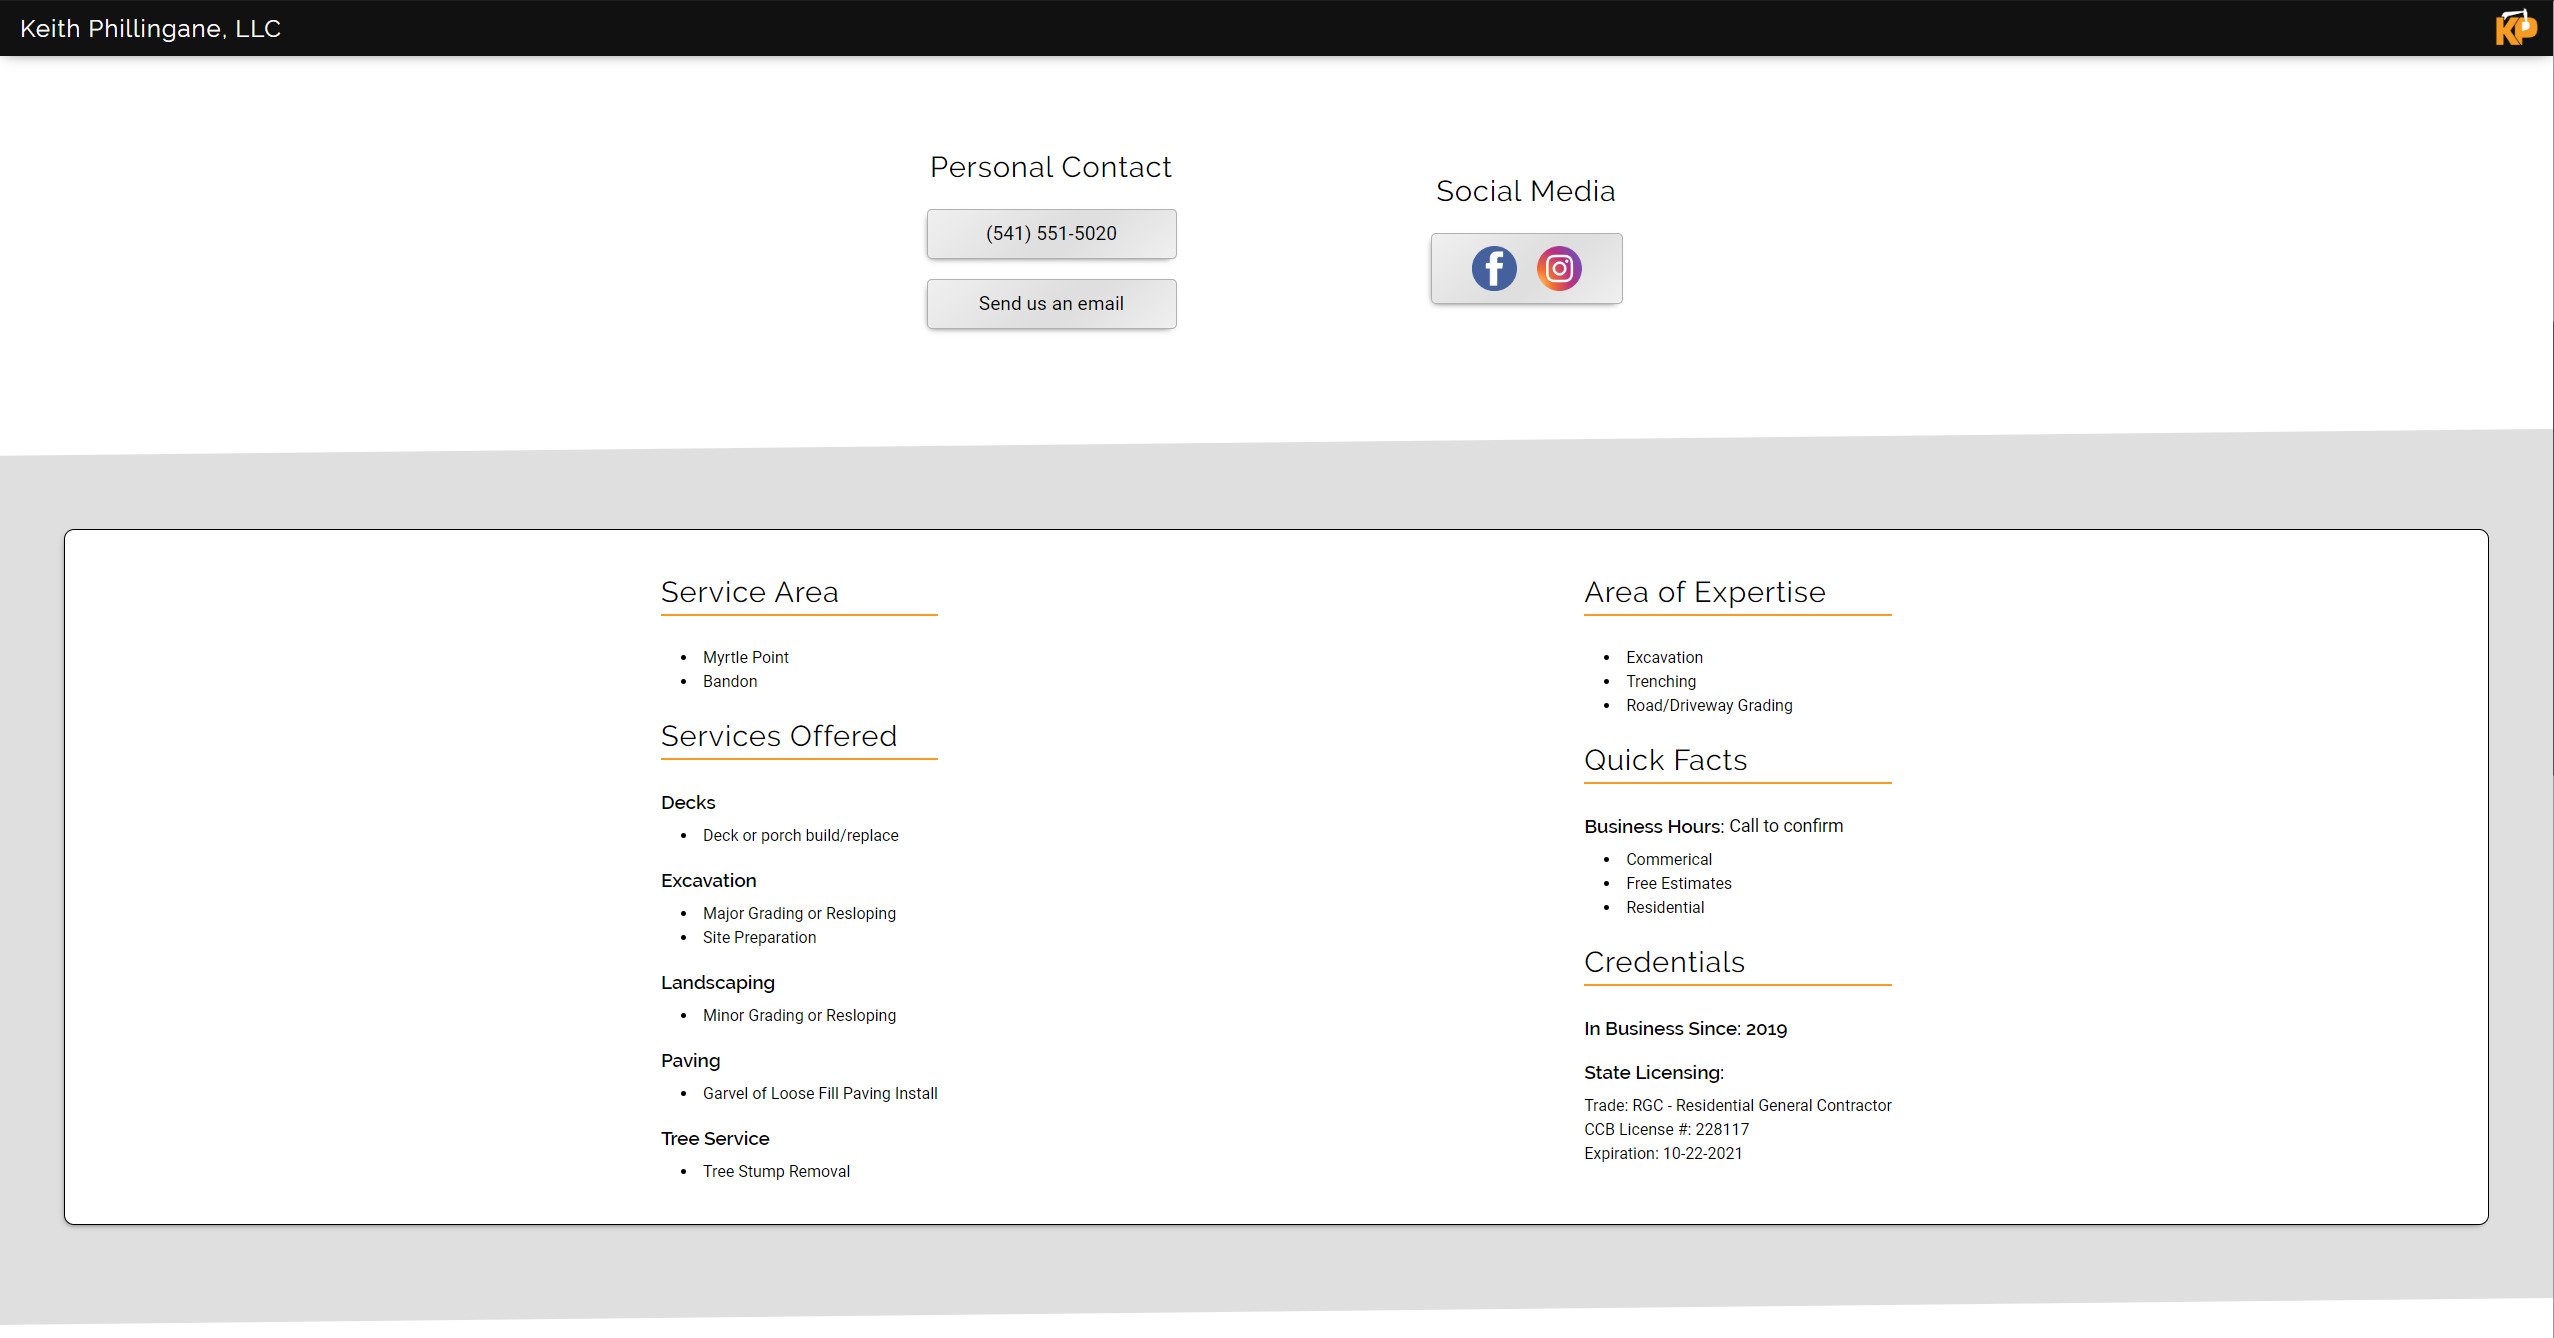 Keith Phillingane, LLC
KP
Personal Contact
(541) 551-5020
Send us an email
Social Media
Service Area
Myrtle Point
Bandon
Services Offered
Decks
Deck or porch build/replace
Excavation
Major Grading or Resloping
Site Preparation
Landscaping
Minor Grading or Resloping
Paving
Garvel of Loose Fill Paving Install
Tree Service
Tree Stump Removal
Area of Expertise
Excavation
Trenching
Road/Driveway Grading
Quick Facts
Business Hours: Call to confirm
Commerical
Free Estimates
Residential
Credentials
In Business Since: 2019
State Licensing:
Trade: RGC - Residential General Contractor
CCB License #: 228117
Expiration: 10-22-2021